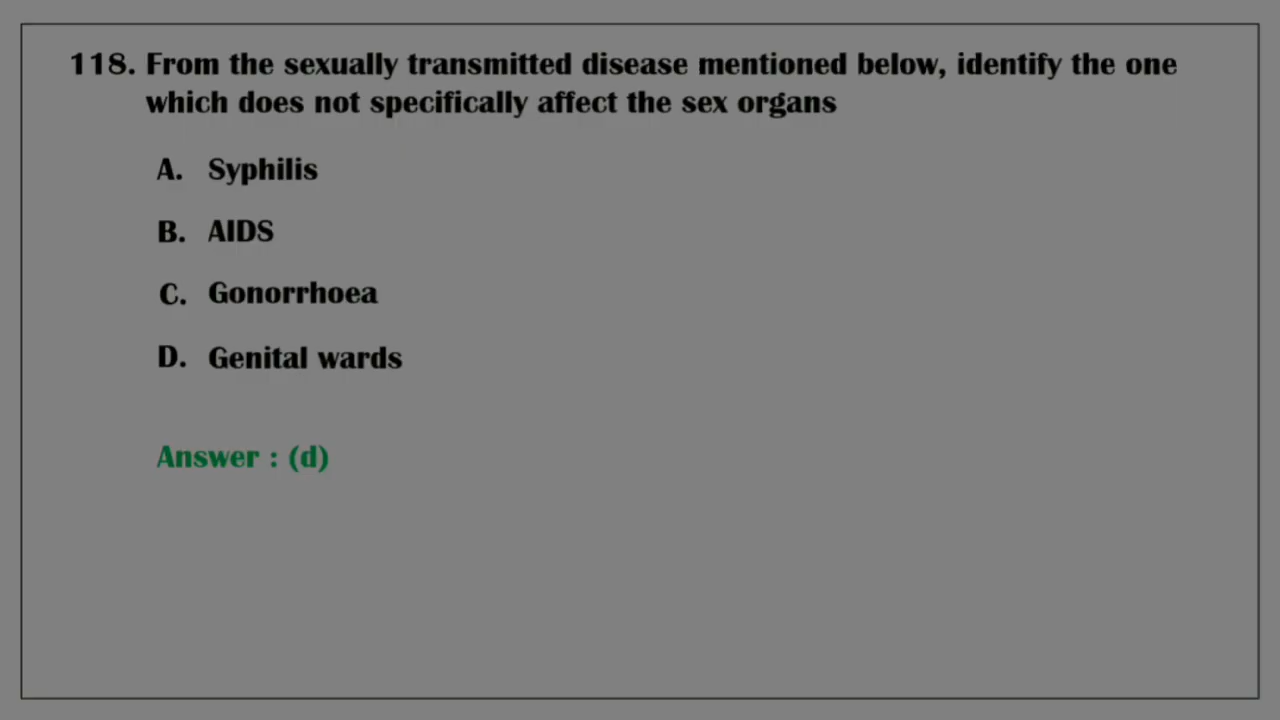 118. From the sexually transmitted disease mentioned below, identify the one
which does not specifically affect the sex organs
A. Syphilis
B. AIDS
C. Gonorrhoea
D. Genital wards
Answer : (d)